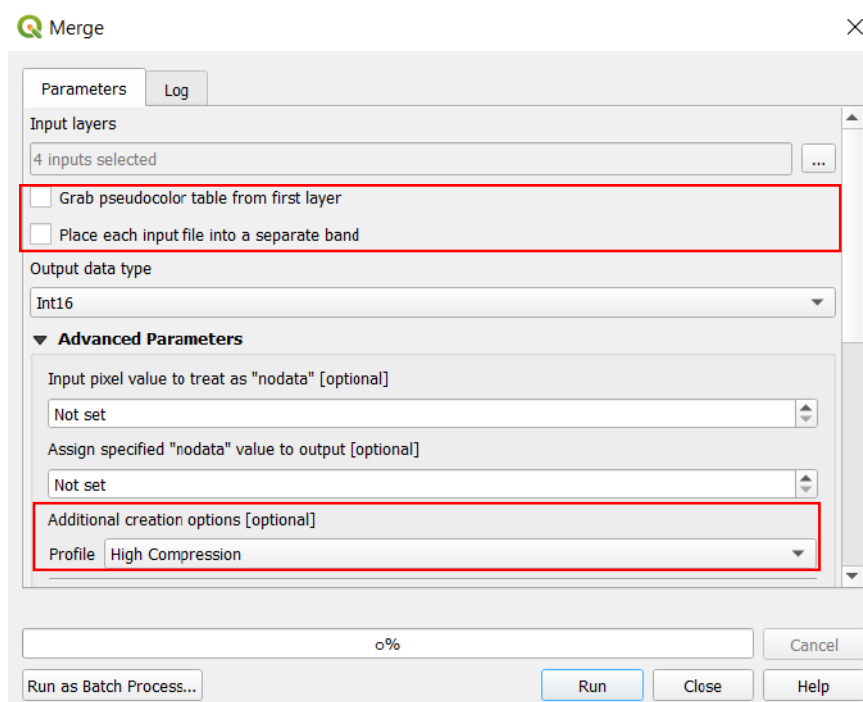 Merge
Parameters
Log
Input layers
4 inputs selected
...
Grab pseudocolor table from first layer
Place each input file into a separate band
Output data type
Int16
Advanced Parameters
Input pixel value to treat as "nodata" [optional]
Not set
Assign specified "nodata" value to output [optional]
Not set
Additional creation options [optional]
Profile High Compression
0%
Cancel
Run as Batch Process...
Run
Close
Help